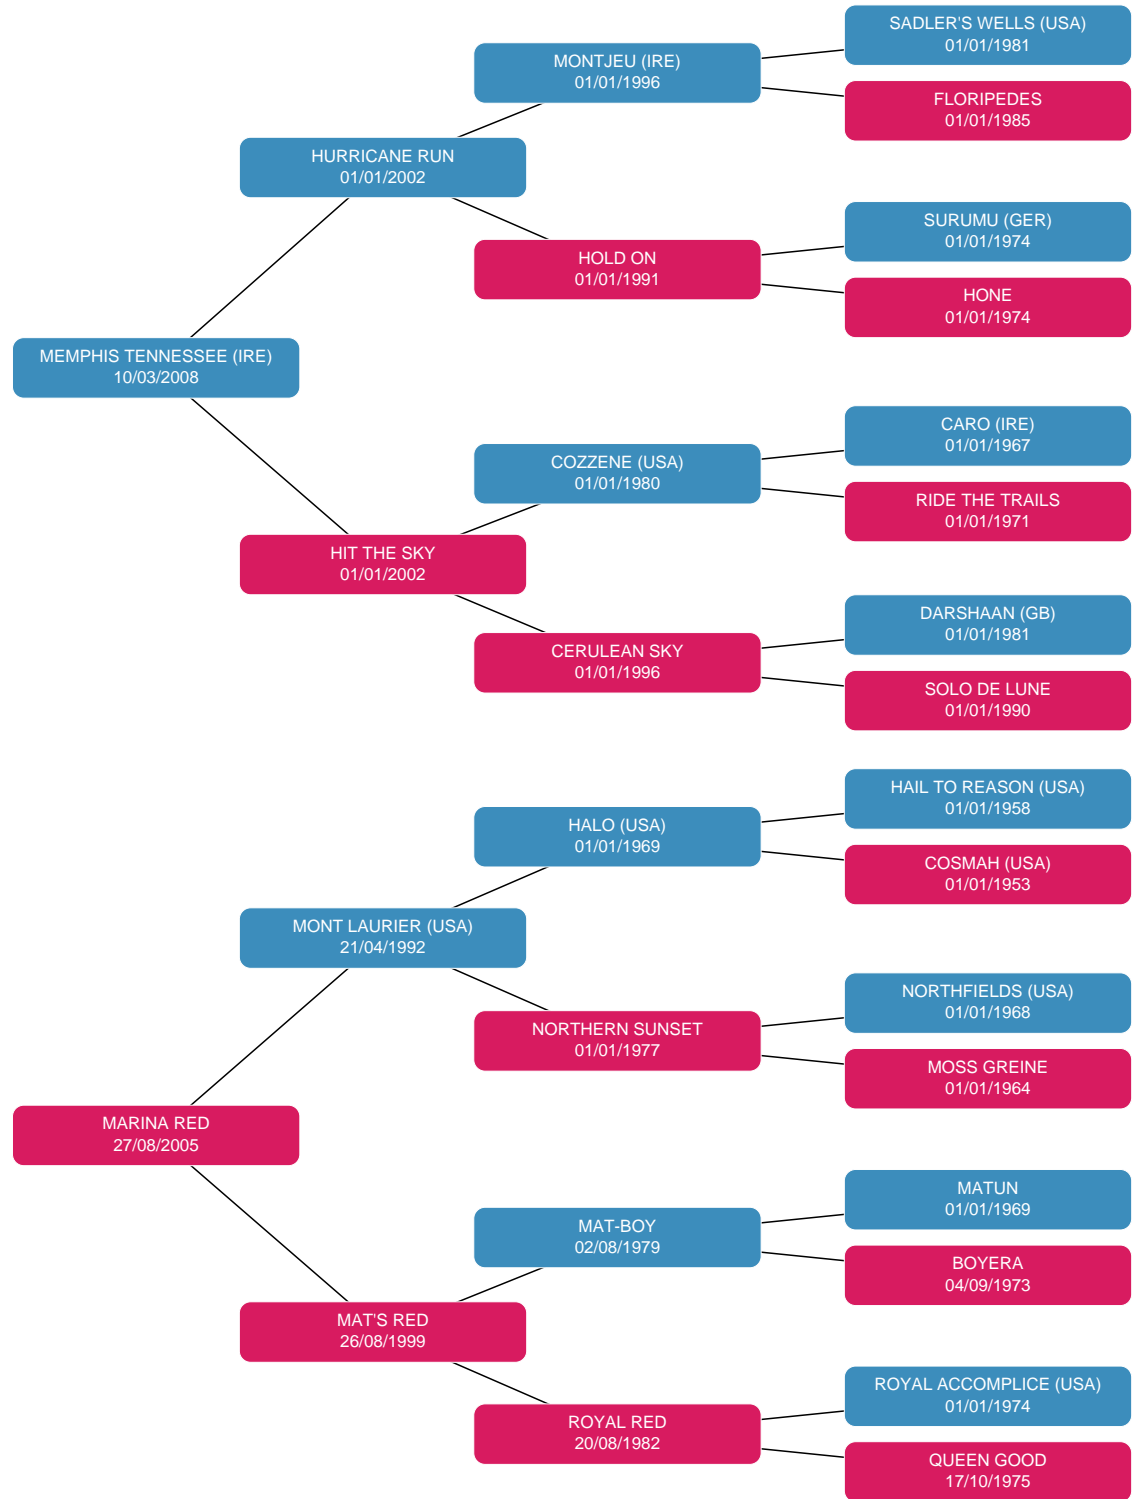 SADLER'S WELLS (USA)
01/01/1981
MONTJEU (IRE)
01/01/1996
FLORIPEDES
01/01/1985
HURRICANE RUN
01/01/2002
SURUMU (GER)
01/01/1974
HOLD ON
01/01/1991
HONE
01/01/1974
MEMPHIS TENNESSEE (IRE)
10/03/2008
CARO (IRE)
01/01/1967
COZZENE (USA)
01/01/1980
RIDE THE TRAILS
01/01/1971
HIT THE SKY
01/01/2002
DARSHAAN (GB)
01/01/1981
CERULEAN SKY
01/01/1996
SOLO DE LUNE
01/01/1990
HAIL TO REASON (USA)
01/01/1958
HALO (USA)
01/01/1969
COSMAH (USA)
01/01/1953
MONT LAURIER (USA)
21/04/1992
NORTHFIELDS (USA)
01/01/1968
NORTHERN SUNSET
01/01/1977
MOSS GREINE
01/01/1964
MARINA RED
27/08/2005
MATUN
01/01/1969
MAT-BOY
02/08/1979
BOYERA
04/09/1973
MAT'S RED
26/08/1999
ROYAL ACCOMPLICE (USA)
01/01/1974
ROYAL RED
20/08/1982
QUEEN GOOD
17/10/1975